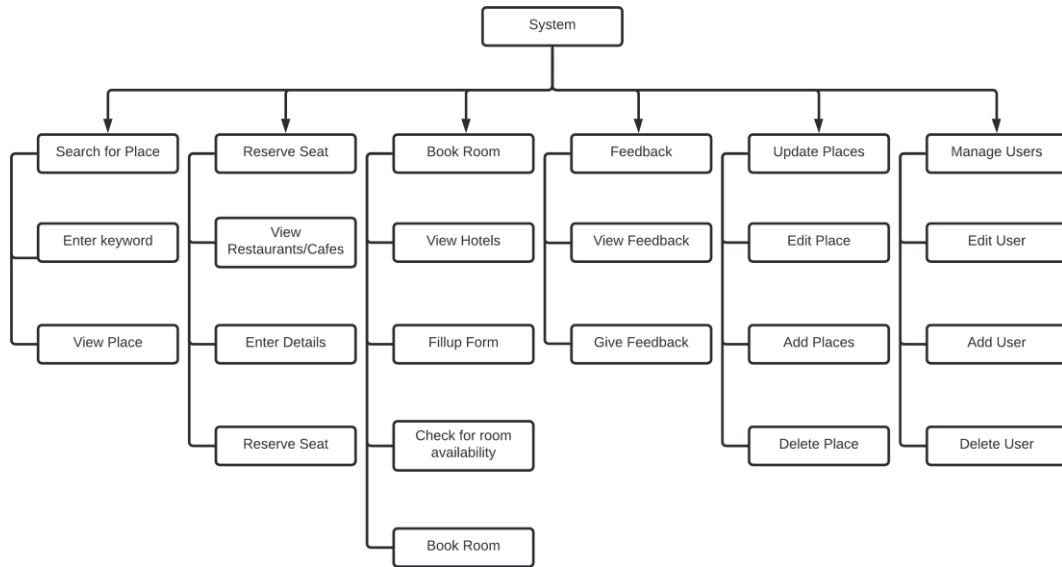 System
Search for Place
Reserve Seat
Book Room
Feedback
Update Places
Manage Users
Enter keyword
View
Restaurants/Cafes
View Hotels
View Feedback
Edit Place
Edit User
View Place
Enter Details
Fillup Form
Give Feedback
Add Places
Add User
Reserve Seat
Check for room
availability
Delete Place
Delete User
Book Room